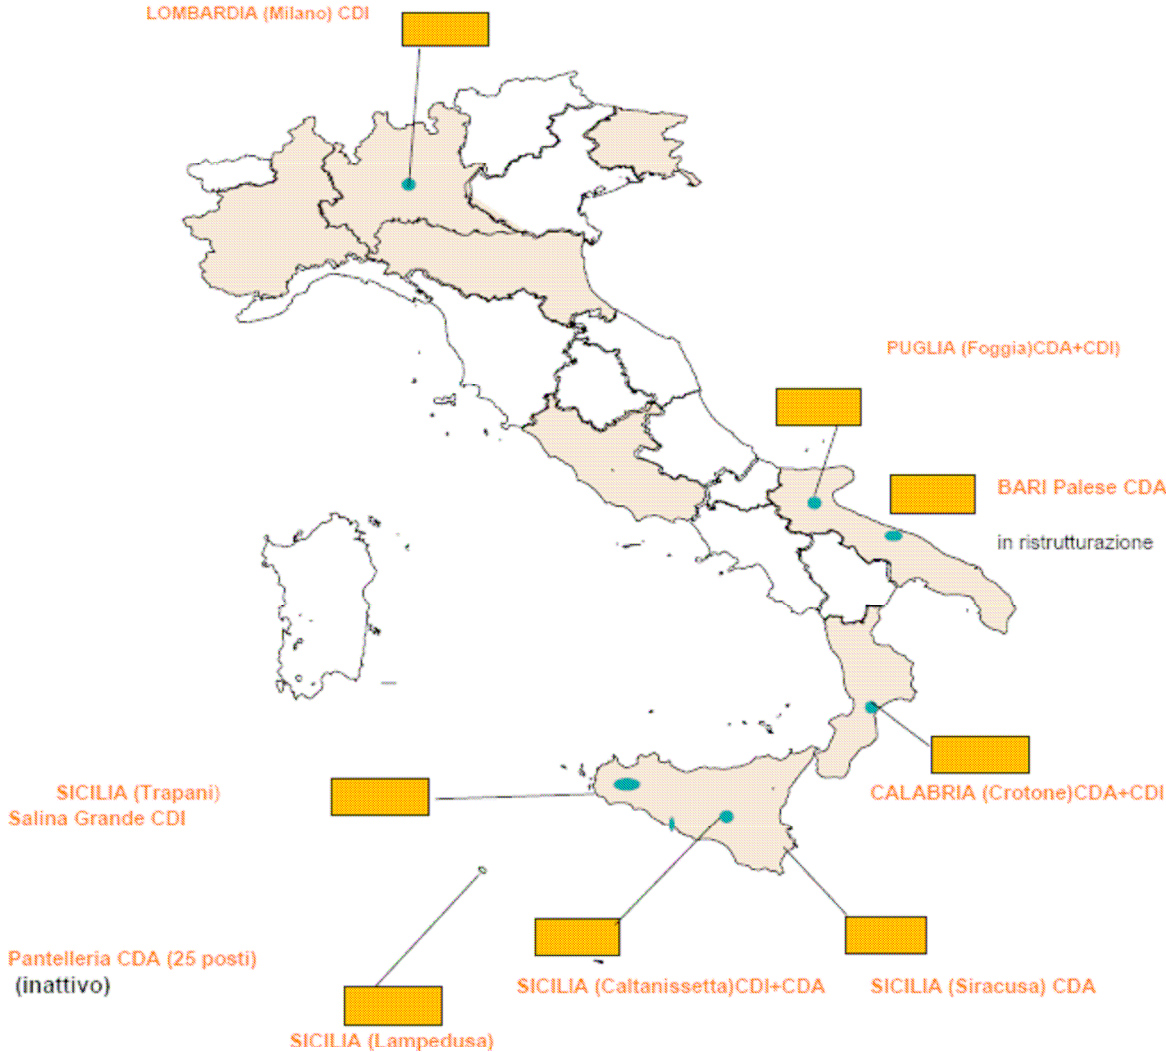 LOMBARDIA (Milano) CDI
PUGLIA (Foggia)CDA+CDI)
BARI Palese CDA
in ristrutturazione
SICILIA (Trapani)
Salina Grande CDI
CALABRIA (Crotone)CDA+CDI
Pantelleria CDA (25 posti)
(inattivo)
SICILIA (Caltanissetta)CDI+CDA
SICILIA (Siracusa) CDA
SICILIA (Lampedusa)